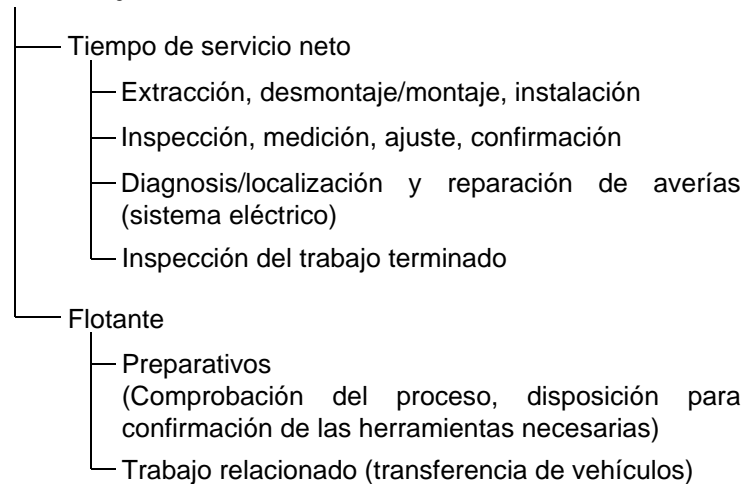 Tiempo de servicio neto
Extracción, desmontaje/montaje, instalación
Inspección, medición, ajuste, confirmación
Diagnosis/localización y reparación de averías
(sistema eléctrico)
Inspección del trabajo terminado
Flotante
Preparativos
(Comprobación del proceso, disposición para
confirmación de las herramientas necesarias)
Trabajo relacionado (transferencia de vehículos)